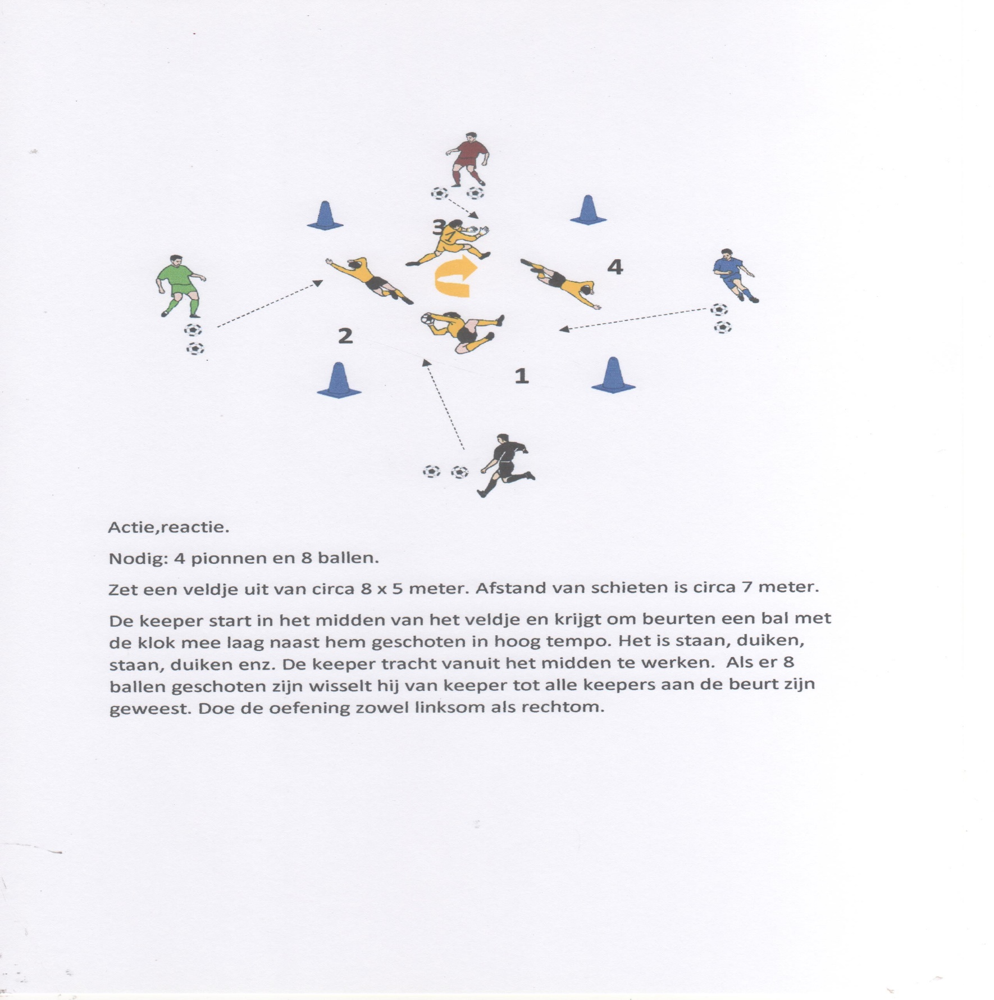 3
1
4
2
1
Actie,reactie.
Nodig: 4 pionnen en 8 ballen.
Zet een veldje uit van circa 8 x 5 meter. Afstand van schieten is circa 7 meter.
De keeper start in het midden van het veldje en krijgt om beurten een bal met
de klok mee laag naast hem geschoten in hoog tempo. Het is staan, duiken,
staan, duiken enz. De keeper tracht vanuit het midden te werken.  Als er 8
ballen geschoten zijn wisselt hij van keeper tot alle keepers aan de beurt zijn
geweest. Doe de oefening zowel linksom als rechtom.